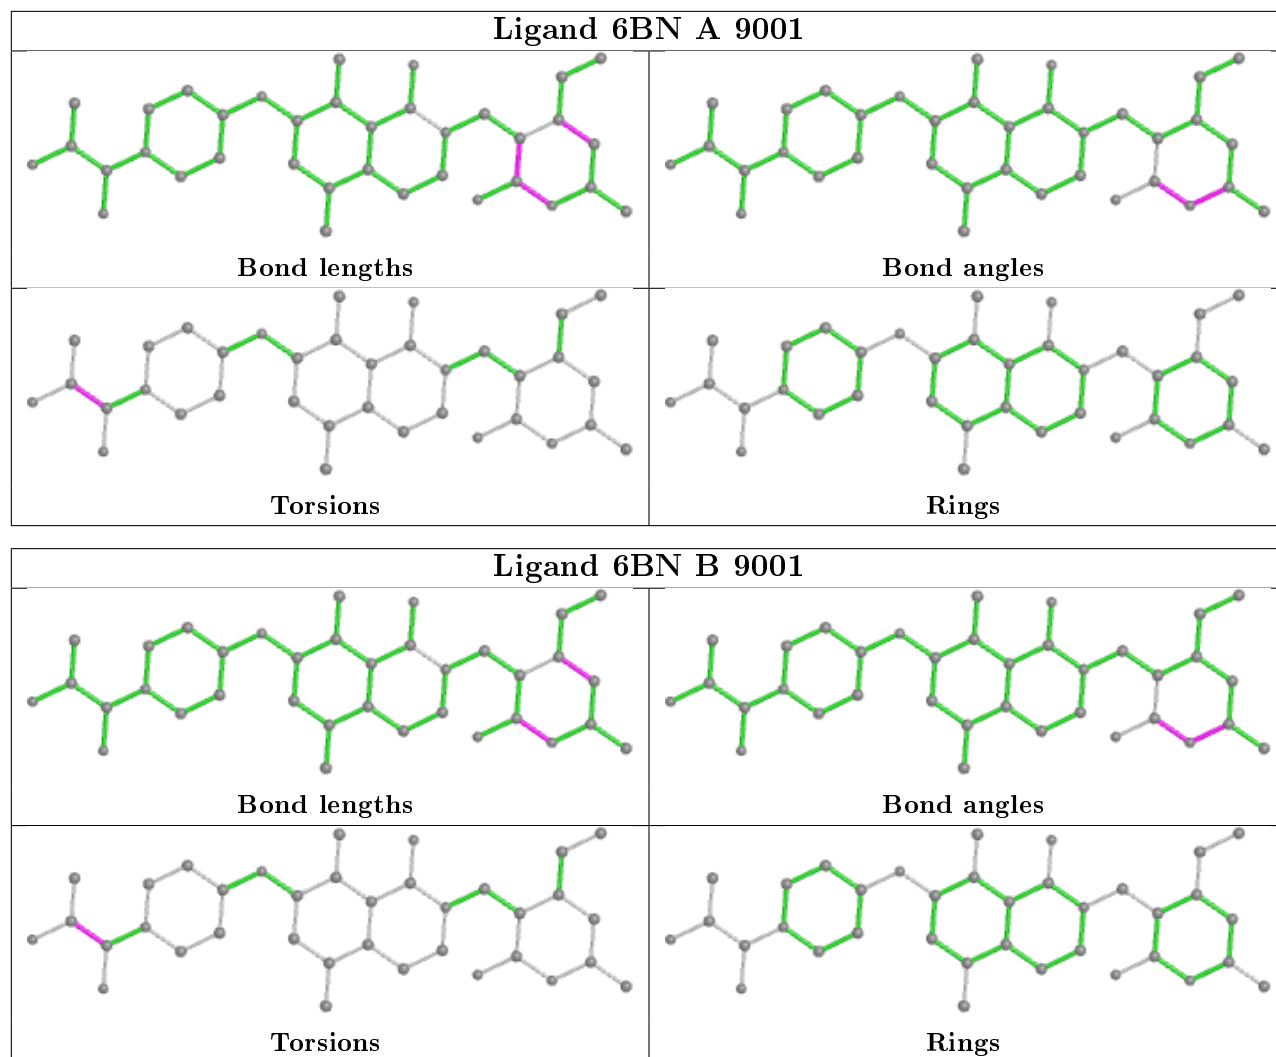 Ligand 6BN A 9001
Bond lengths
Bond angles
Torsions
Rings
Ligand 6BN B 9001
Bond lengths
Bond angles
Torsions
Rings